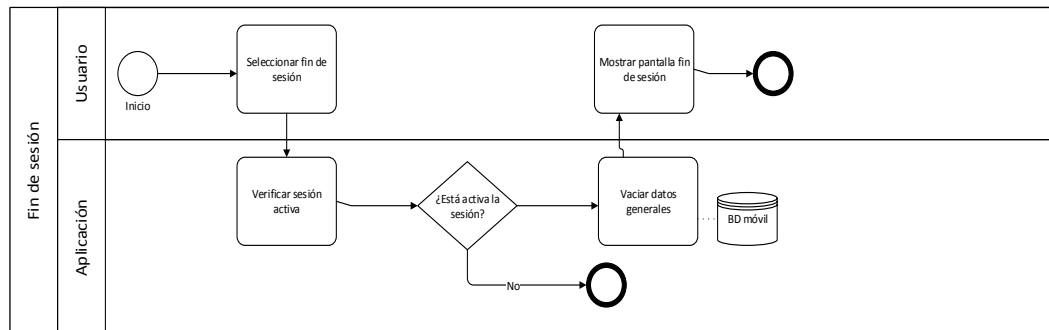 Fin de sesión
Usuario
Inicio
Seleccionar fin de
sesión
Mostrar pantalla fin
de sesión
Aplicación
Verificar sesión
activa
¿Está activa la
sesión?
No
Vaciar datos
generales
BD móvil